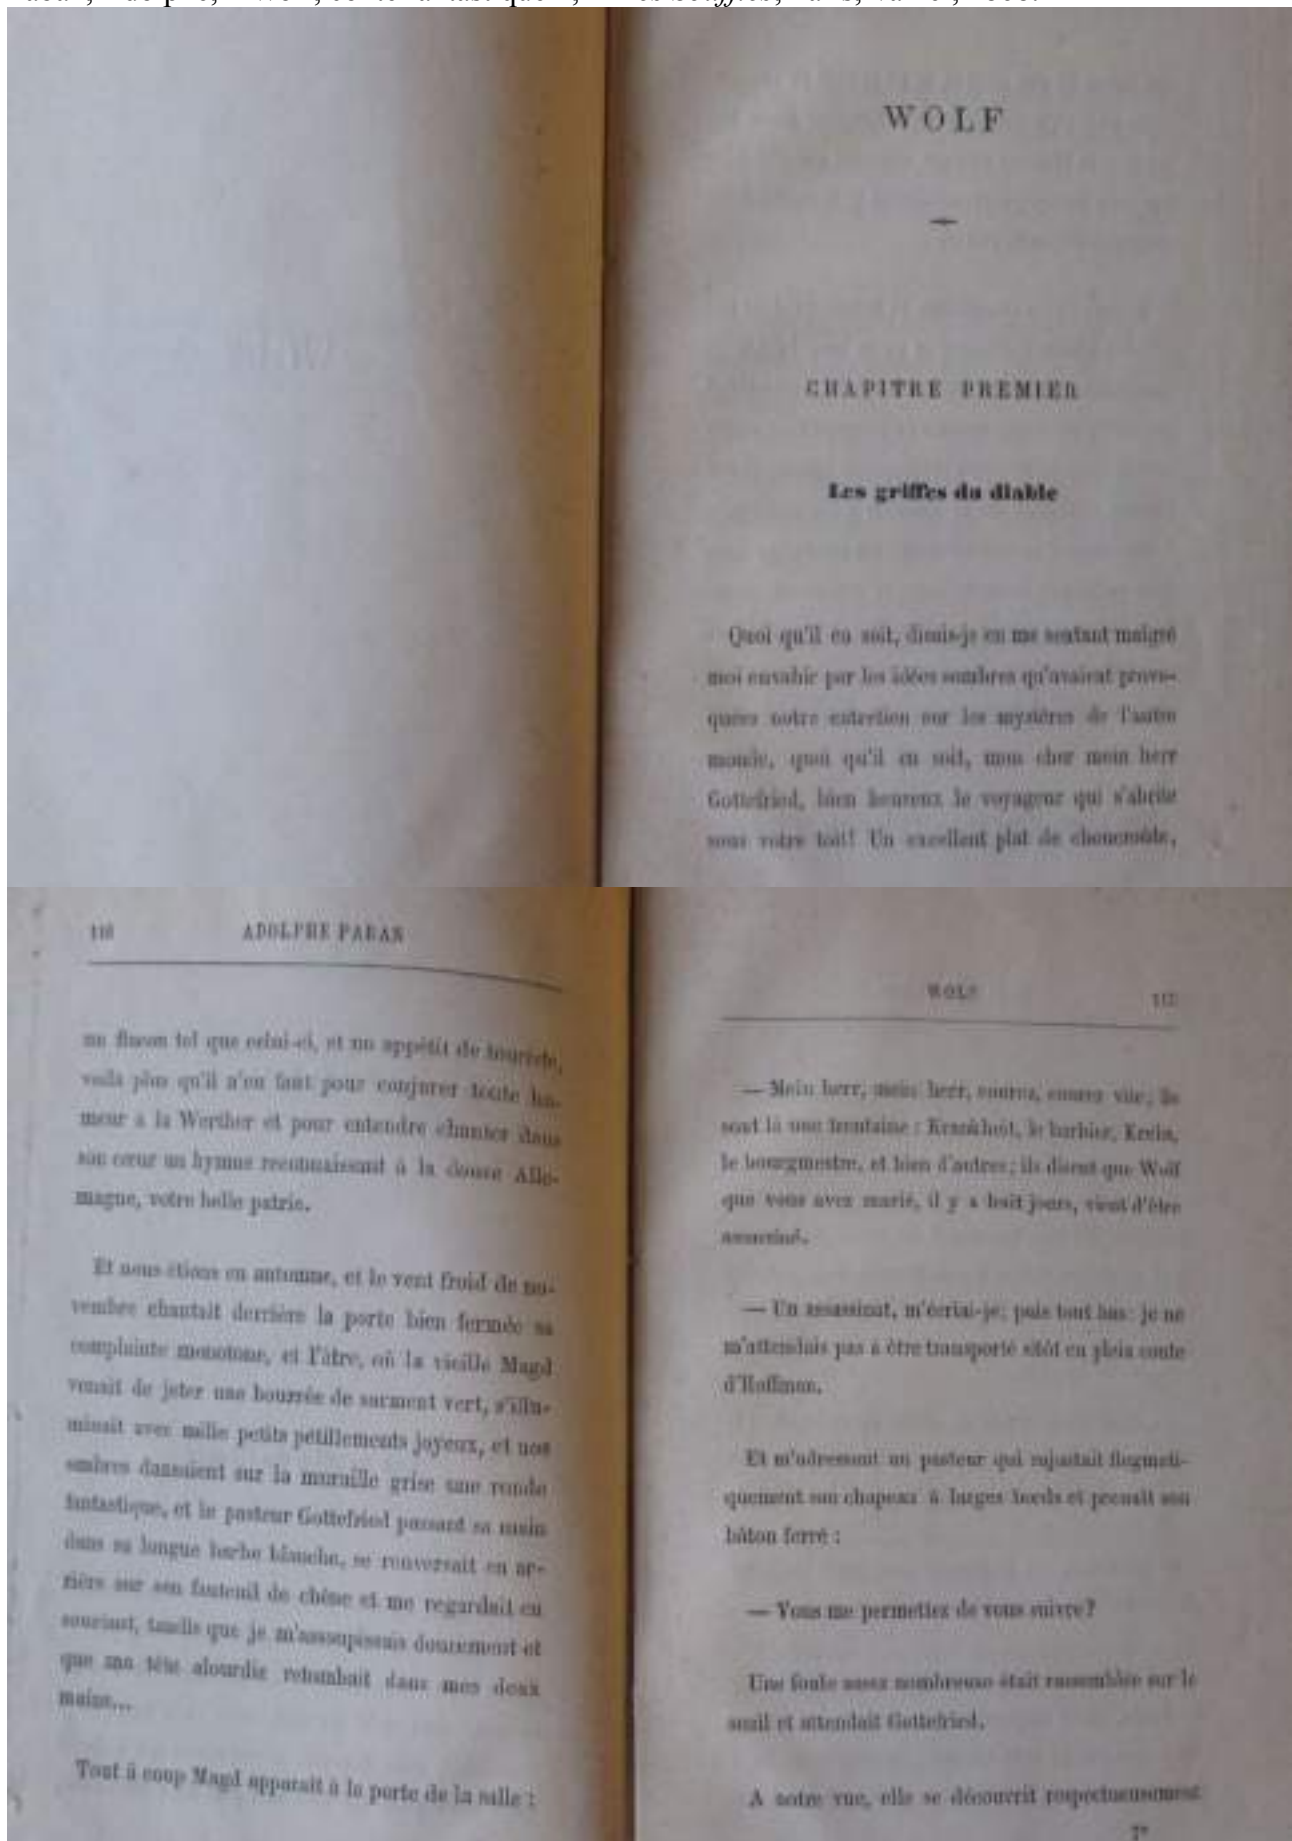 WOLF
CHAPITRE PREMIER
Les griffes du diable
Quoi qu'il en soit, disais-je en me sentant malgré
moi envahir par les idées sombres qu'avaient provo-
quées notre entretien sur les mystères de l'autre
monde, quoi qu'il en soit, mon cher mein herr
Gottefried, bien heureux le voyageur qui s'abrite
sous votre toit! Un excellent plat de choucroûte,
116 ADOLPHE PABAN
un flacon tel que celui-ci, et un appétit de touriste,
voilà plus qu'il n'en faut pour conjurer toute hu-
meur à la Werther et pour entendre chanter dans
son cœur un hymne reconnaissant à la douce Alle-
magne, votre belle patrie.
Et nous étions en automne, et le vent froid de no-
vembre chantait derrière la porte bien fermée sa
complainte monotone, et l'âtre, où la vieille Magd
venait de jeter une bourrée de sarment vert, s'illu-
minait avec mille petits pétillements joyeux, et nos
ombres dansaient sur la muraille grise une ronde
fantastique, et le pasteur Gottefried passant sa main
dans sa longue barbe blanche, se renversait en ar-
rière sur son fauteuil de chêne et me regardait en
souriant, tandis que je m'assoupissais doucement et
que ma tête alourdie retombait dans mes deux
mains...
Tout à coup Magd apparait à la porte de la salle :
WOLF 117
— Mein herr, mein herr, courez, courez vite, ils
sont là une trentaine : le barbier, Krebs,
le bourgmestre, et bien d'autres; ils disent que Wolf
que vous avez marié, il y a huit jours, vient d'être
assassiné.
— Un assassinat, m'écriai-je; puis tout bas: je ne
m'attendais pas à être transporté sitôt en plein conte
d'Hoffman.
Et m'adressant au pasteur qui rajustait flegmati-
quement son chapeau à larges bords et prenait son
bâton ferré :
— Vous me permettez de vous suivre?
Une foule assez nombreuse était rassemblée sur le
seuil et attendait Gottefried.
A notre vue, elle se découvrit respectueusement